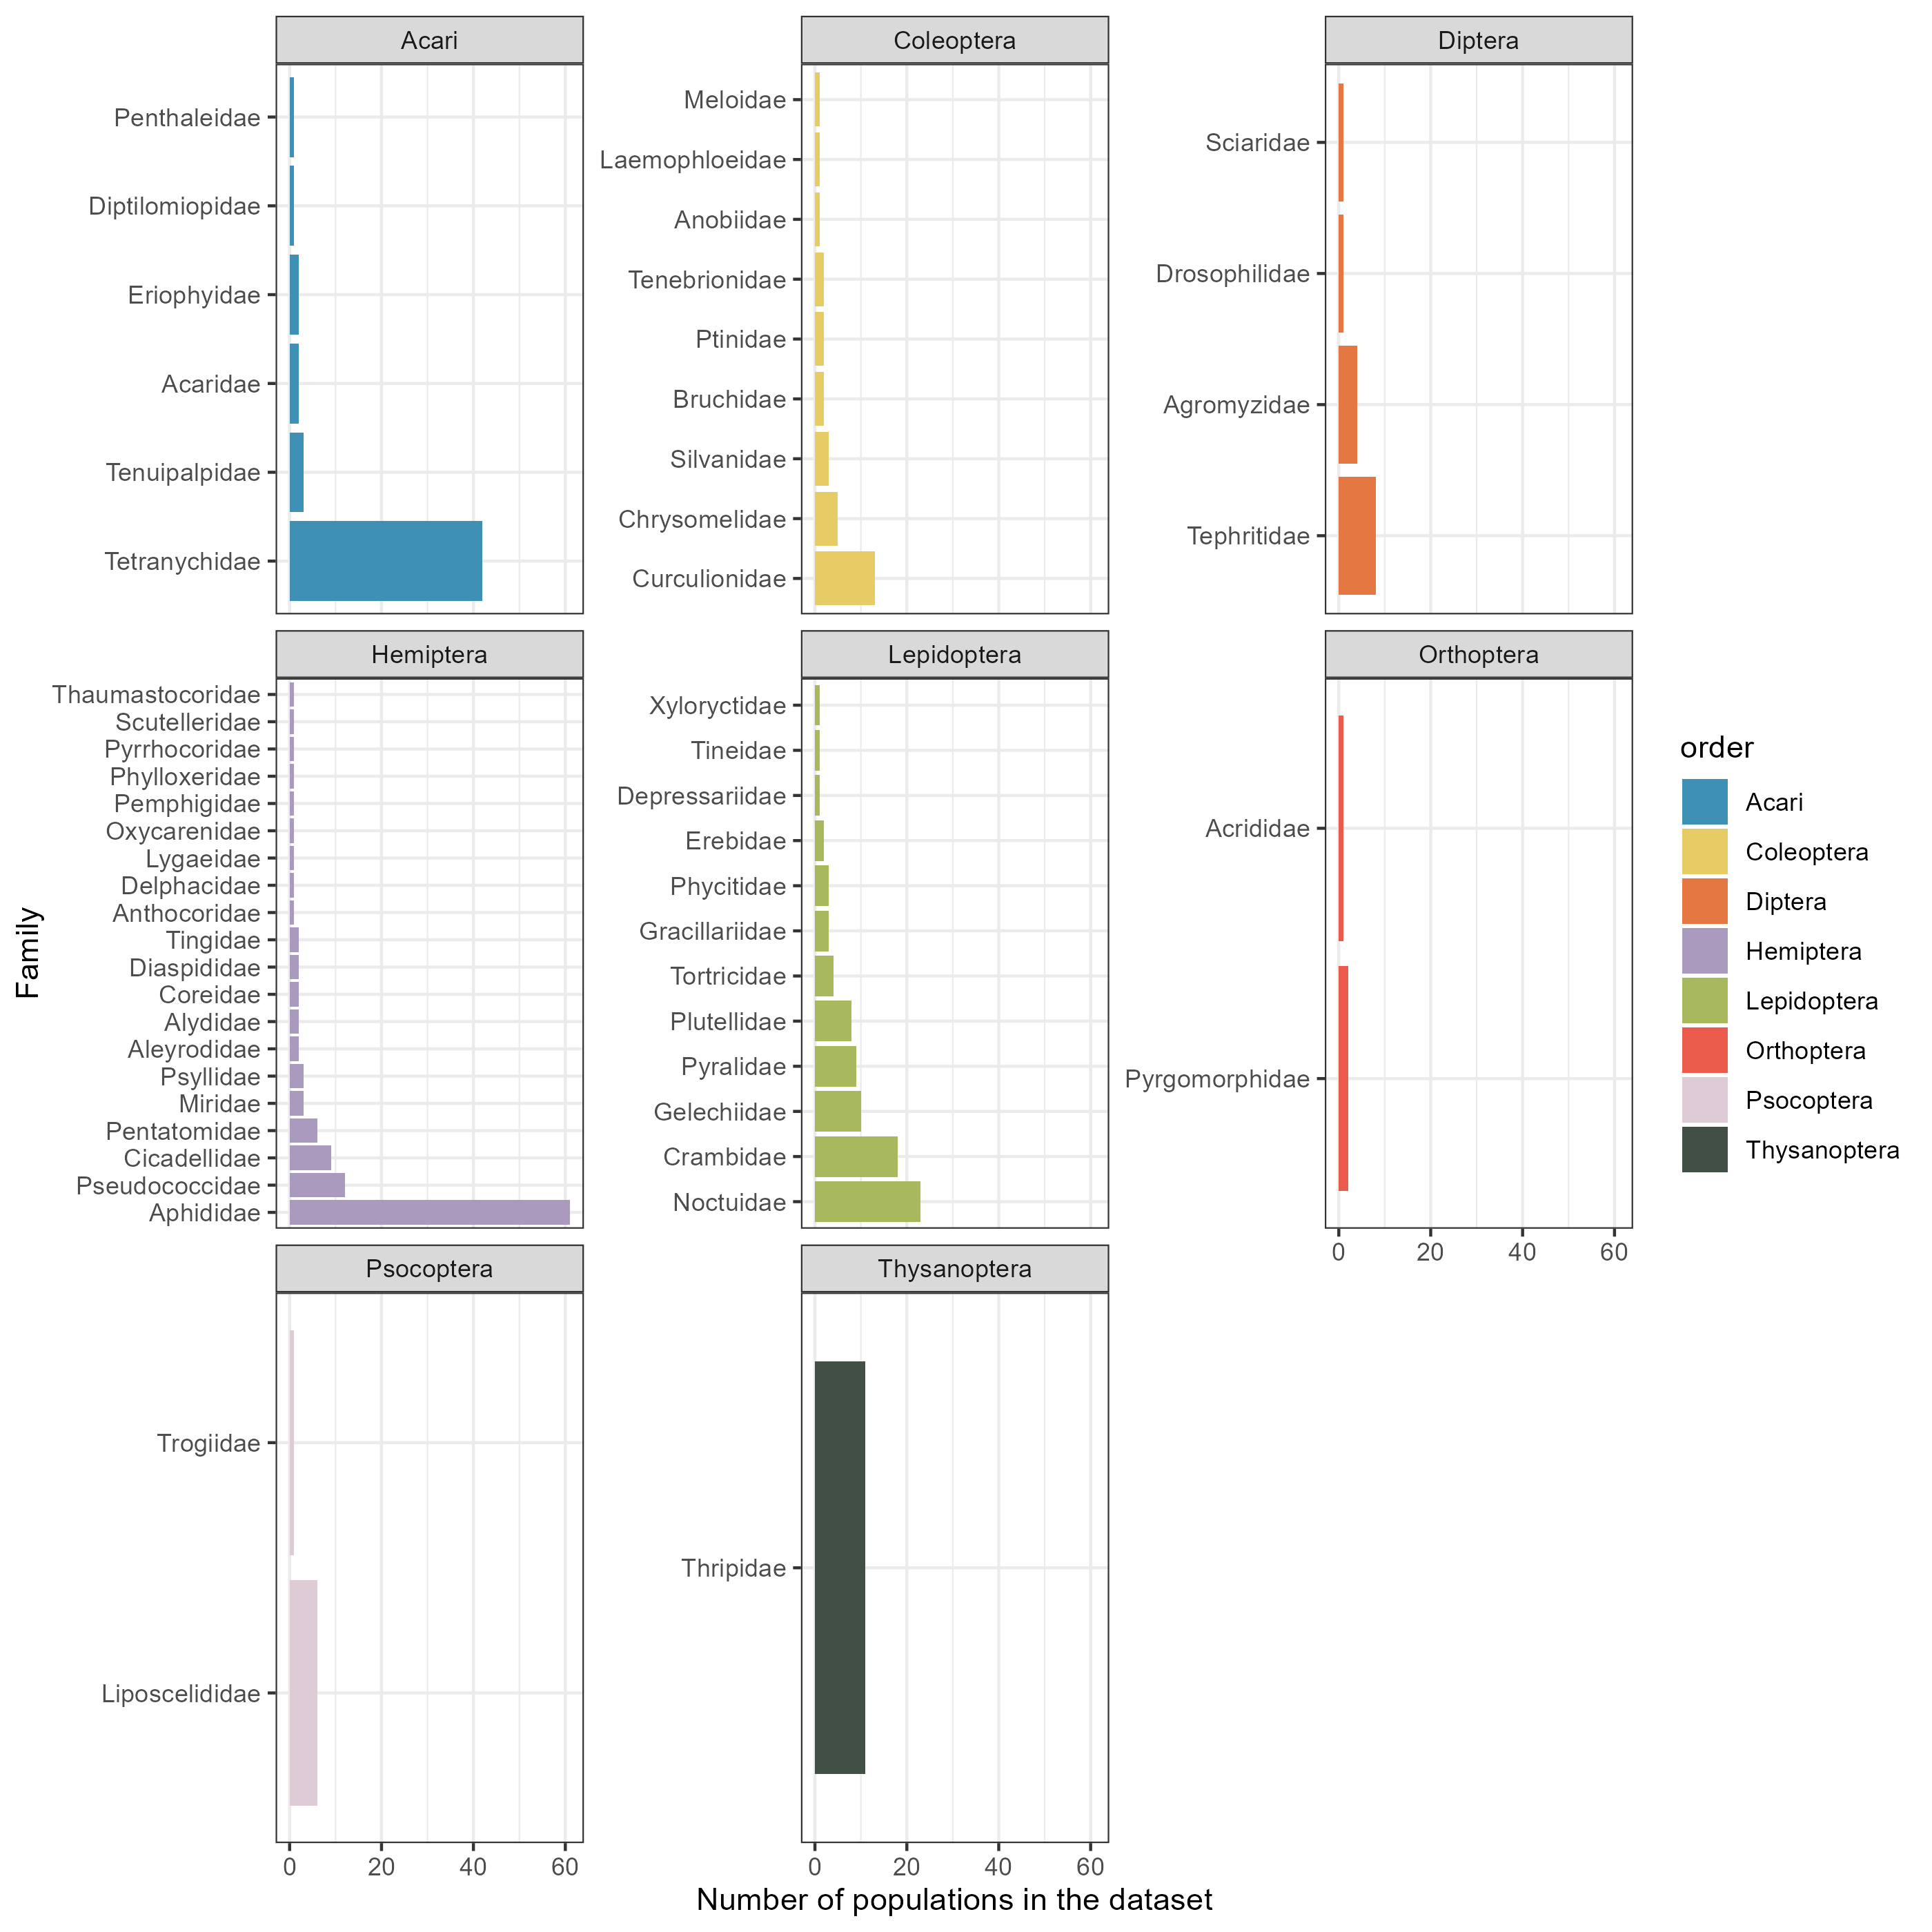 Acari
Penthaleidae
Diptilomiopidae
Eriophyidae
Acaridae
Tenuipalpidae
Tetranychidae
Coleoptera
Meloidae
Laemophloeidae
Anobiidae
Tenebrionidae
Ptinidae
Bruchidae
Silvanidae
Chrysomelidae
Curculionidae
Diptera
Sciaridae
Drosophilidae
Agromyzidae
Tephritidae
Family
Hemiptera
Thaumastocoridae
Scutelleridae
Pyrrhocoridae
Phylloxeridae
Pemphigidae
Oxycarenidae
Lygaeidae
Delphacidae
Anthocoridae
Tingidae
Diaspididae
Coreidae
Alydidae
Aleyrodidae
Psyllidae
Miridae
Pentatomidae
Cicadellidae
Pseudococcidae
Aphididae
Lepidoptera
Xyloryctidae
Tineidae
Depressariidae
Erebidae
Phycitidae
Gracillariidae
Tortricidae
Plutellidae
Pyralidae
Gelechiidae
Crambidae
Noctuidae
Orthoptera
Acrididae
Pyrgomorphidae
0 20 40 60
order
Acari
Coleoptera
Diptera
Hemiptera
Lepidoptera
Orthoptera
Psocoptera
Thysanoptera
Psocoptera
Trogiidae
Liposcelididae
0 20 40 60
Thysanoptera
Thripidae
0 20 40 60
Number of populations in the dataset